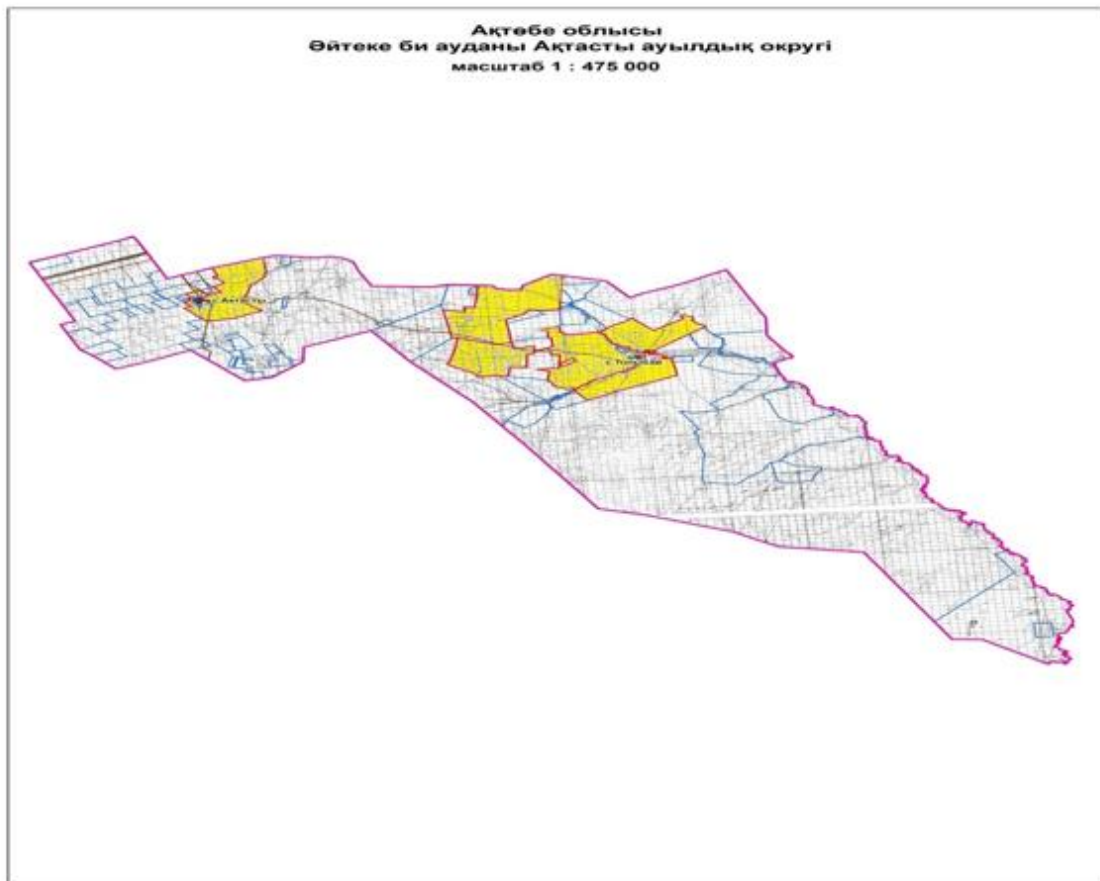 Ақтөбе облысы
Әйтеке би ауданы Ақтасты ауылдық округі
масштаб 1 : 475 000